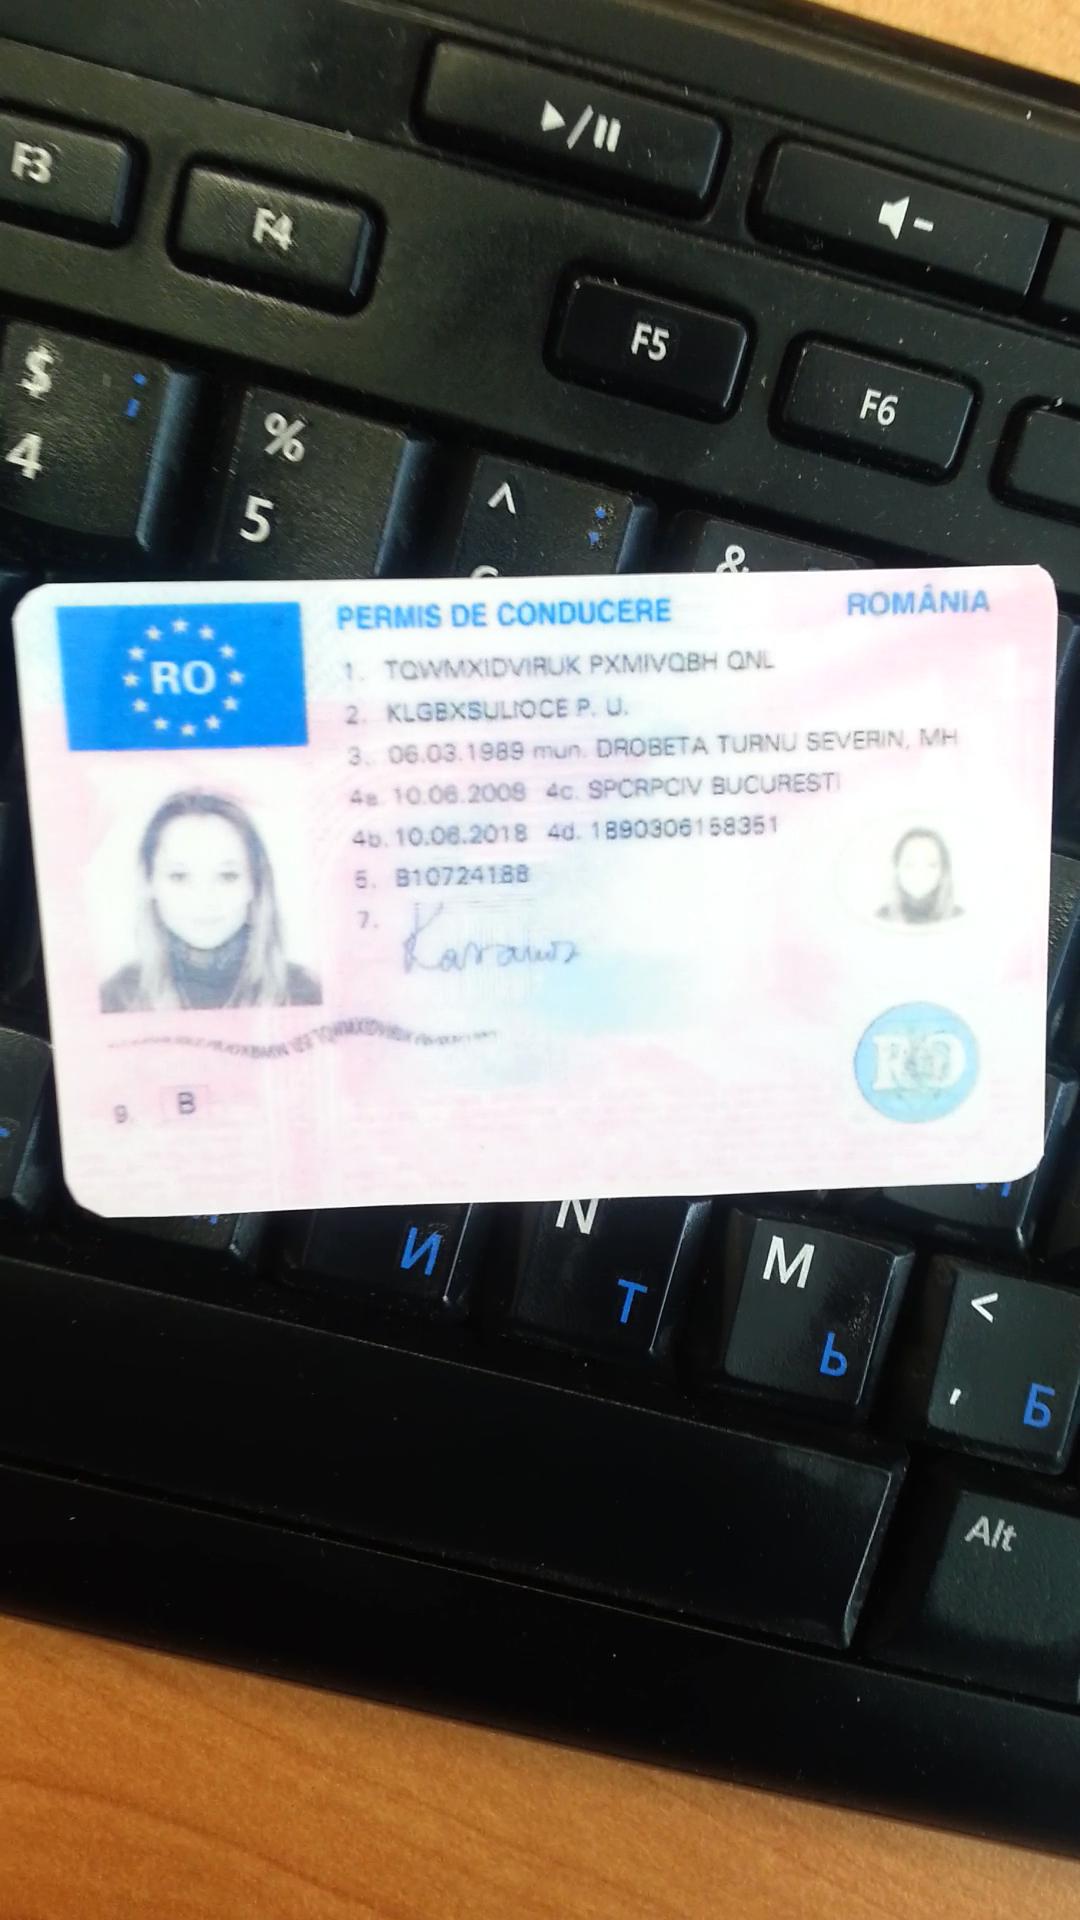 ▶/II
F3
F4
F5
F6
$
4
%
5
^
&
RO
PERMIS DE CONDUCERE
ROMÂNIA
1. TQWMXIDVIRUK PXMIVQBH QNL
2. KLGBXSULIOCE P. U.
3. 06.03.1989 mun. DROBETA TURNU SEVERIN, MH
4a. 10.06.2008 4c. SPCRPCIV BUCURESTI
4b. 10.06.2018 4d. 1890306158351
5. B10724188
7.
TQWMXIDVIRUK
RO
9. B
И
N
Т
M
Ь
<
,
Б
Alt